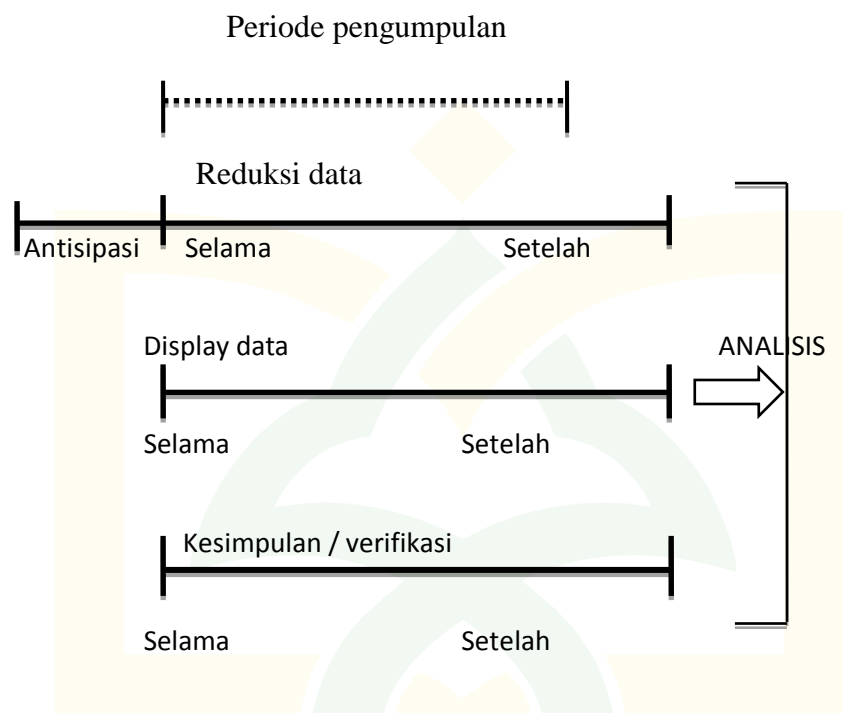 Periode pengumpulan
Reduksi data
Antisipasi Selama Setelah
Display data ANALISIS
Selama Setelah
Kesimpulan / verifikasi
Selama Setelah